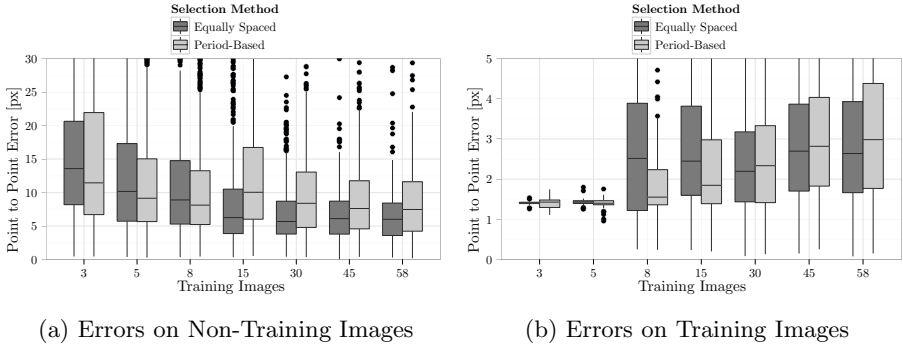 Selection Method
Equally Spaced
Period-Based
Point to Point Error [px]
30
25
20
15
10
5
0
3 5 8 15 30 45 58
Training Images
(a) Errors on Non-Training Images
Selection Method
Equally Spaced
Period-Based
Point to Point Error [px]
5
4
3
2
1
0
3 5 8 15 30 45 58
Training Images
(b) Errors on Training Images